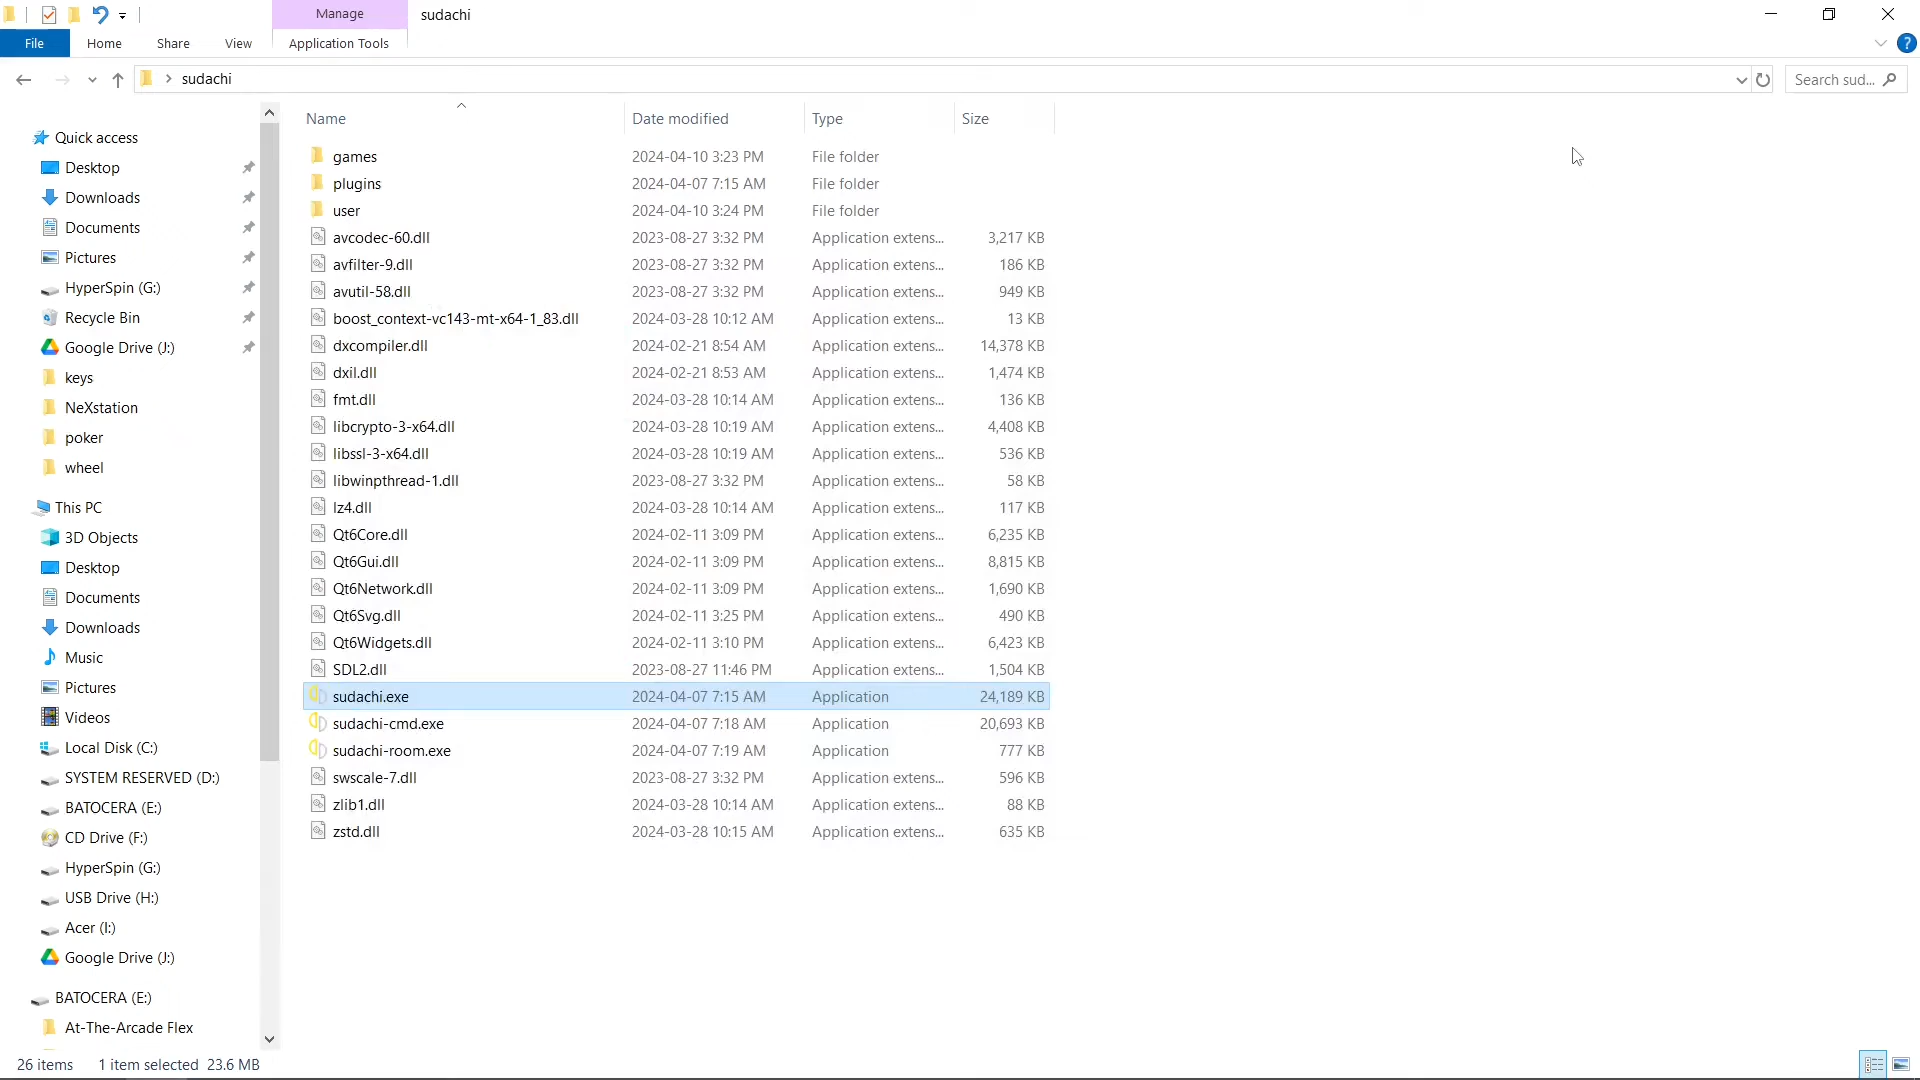 Manage
sudachi
File
Home
Share
View
Application Tools
?
sudachi
Search sud...
Name
Date modified
Type
Size
Quick access
Desktop
Downloads
Documents
Pictures
HyperSpin (G:)
Recycle Bin
Google Drive (J:)
keys
NeXstation
poker
wheel
This PC
3D Objects
Desktop
Documents
Downloads
Music
Pictures
Videos
Local Disk (C:)
SYSTEM RESERVED (D:)
BATOCERA (E:)
CD Drive (F:)
HyperSpin (G:)
USB Drive (H:)
Acer (I:)
Google Drive (J:)
BATOCERA (E:)
At-The-Arcade Flex
games 2024-04-10 3:23 PM File folder
plugins 2024-04-07 7:15 AM File folder
user 2024-04-10 3:24 PM File folder
avcodec-60.dll 2023-08-27 3:32 PM Application extens... 3,217 KB
avfilter-9.dll 2023-08-27 3:32 PM Application extens... 186 KB
avutil-58.dll 2023-08-27 3:32 PM Application extens... 949 KB
boost_context-vc143-mt-x64-1_83.dll 2024-03-28 10:12 AM Application extens... 13 KB
dxcompiler.dll 2024-02-21 8:54 AM Application extens... 14,378 KB
dxil.dll 2024-02-21 8:53 AM Application extens... 1,474 KB
fmt.dll 2024-03-28 10:14 AM Application extens... 136 KB
libcrypto-3-x64.dll 2024-03-28 10:19 AM Application extens... 4,408 KB
libssl-3-x64.dll 2024-03-28 10:19 AM Application extens... 536 KB
libwinpthread-1.dll 2023-08-27 3:32 PM Application extens... 58 KB
lz4.dll 2024-03-28 10:14 AM Application extens... 117 KB
Qt6Core.dll 2024-02-11 3:09 PM Application extens... 6,235 KB
Qt6Gui.dll 2024-02-11 3:09 PM Application extens... 8,815 KB
Qt6Network.dll 2024-02-11 3:09 PM Application extens... 1,690 KB
Qt6Svg.dll 2024-02-11 3:25 PM Application extens... 490 KB
Qt6Widgets.dll 2024-02-11 3:10 PM Application extens... 6,423 KB
SDL2.dll 2023-08-27 11:46 PM Application extens... 1,504 KB
sudachi.exe 2024-04-07 7:15 AM Application 24,189 KB
sudachi-cmd.exe 2024-04-07 7:18 AM Application 20,693 KB
sudachi-room.exe 2024-04-07 7:19 AM Application 777 KB
swscale-7.dll 2023-08-27 3:32 PM Application extens... 596 KB
zlib1.dll 2024-03-28 10:14 AM Application extens... 88 KB
zstd.dll 2024-03-28 10:15 AM Application extens... 635 KB
26 items 1 item selected 23.6 MB